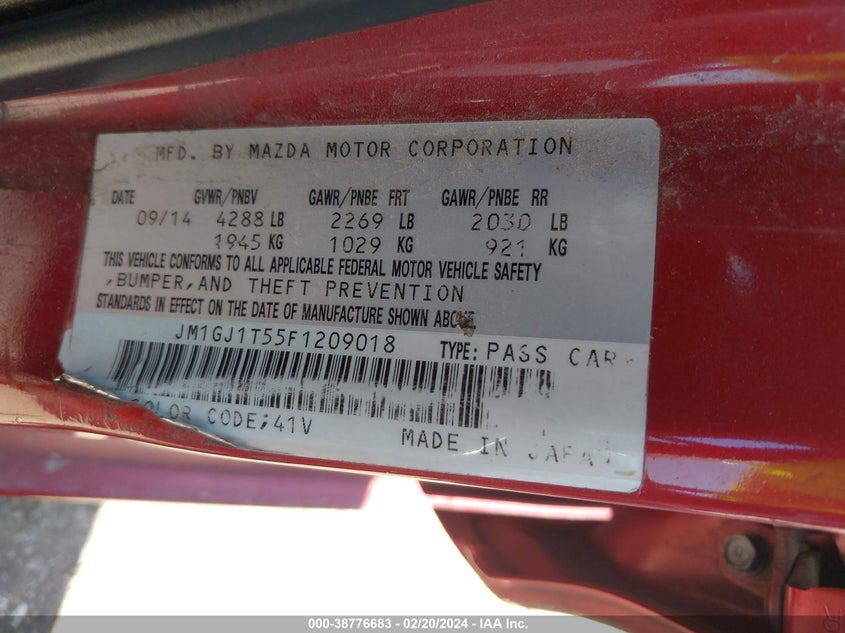 MFD. BY MAZDA MOTOR CORPORATION
DATE GVWR/PNBV GAWR/PNBE FRT GAWR/PNBE RR
09/14 4288 LB 2269 LB 2030 LB
1945 KG 1029 KG 921 KG
THIS VEHICLE CONFORMS TO ALL APPLICABLE FEDERAL MOTOR VEHICLE SAFETY
,BUMPER,AND THEFT PREVENTION
STANDARDS IN EFFECT ON THE DATE OF MANUFACTURE SHOWN ABOVE
JM1GJ1T55F1209018 TYPE: PASS CAR
COLOR CODE;41V
MADE IN JAPAN
000-38776683 - 02/20/2024 - IAA Inc.